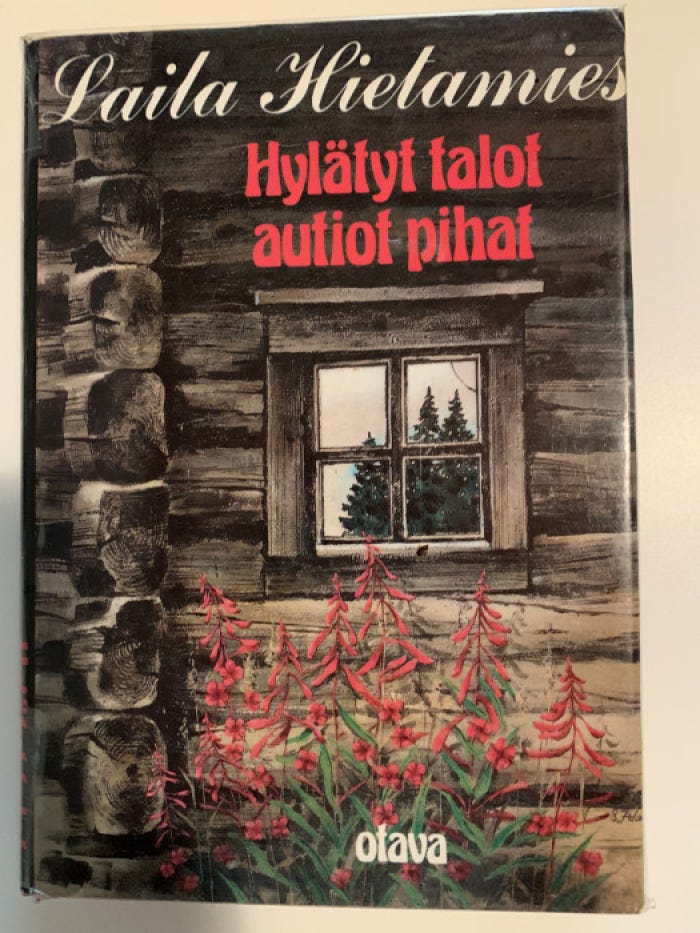 Laila Hietamies
Hylätyt talot
autiot pihat
otava